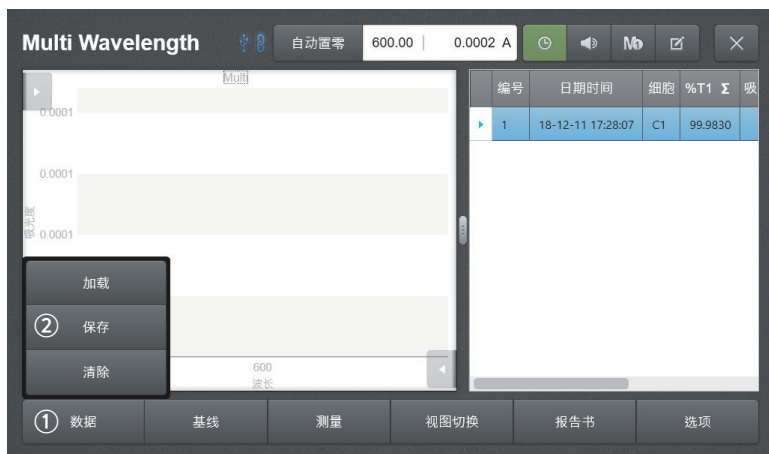 Multi Wavelength 自动置零 600.00 0.0002 A M
Multi
0.0001
0.0001
0.0001
吸光度
600
波长
编号 日期时间 细胞 %T1 Σ 吸
1 18-12-11 17:28:07 C1 99.9830
加载
② 保存
清除
① 数据 基线 测量 视图切换 报告书 选项